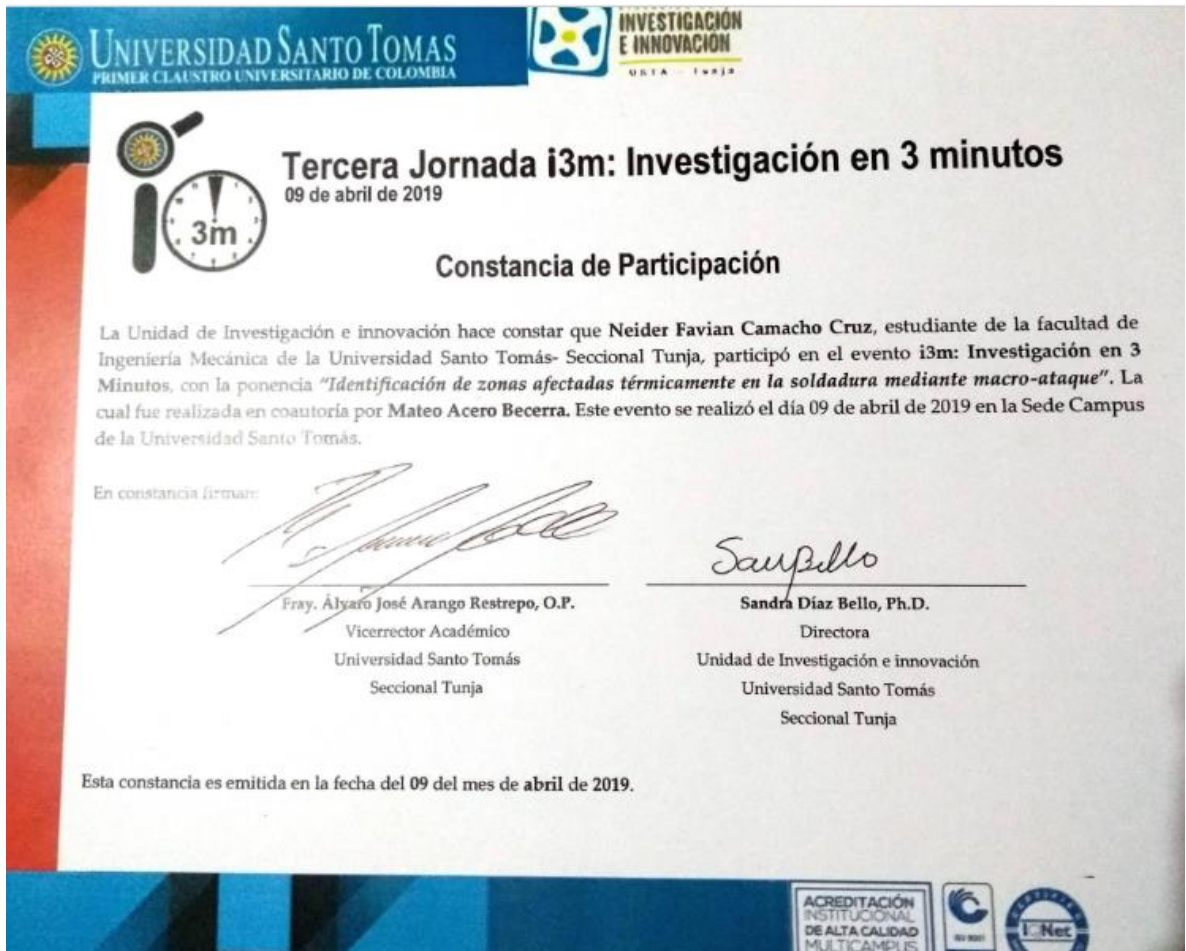 UNIVERSIDAD SANTO TOMAS
PRIMER CLAUSTRO UNIVERSITARIO DE COLOMBIA
INVESTIGACIÓN
E INNOVACIÓN
USTA - Tunja
3m
Tercera Jornada i3m: Investigación en 3 minutos
09 de abril de 2019
Constancia de Participación
La Unidad de Investigación e innovación hace constar que Neider Favian Camacho Cruz, estudiante de la facultad de
Ingeniería Mecánica de la Universidad Santo Tomás- Seccional Tunja, participó en el evento i3m: Investigación en 3
Minutos, con la ponencia "Identificación de zonas afectadas térmicamente en la soldadura mediante macro-ataque". La
cual fue realizada en coautoría por Mateo Acero Becerra. Este evento se realizó el día 09 de abril de 2019 en la Sede Campus
de la Universidad Santo Tomás.
En constancia firman:
Fray. Álvaro José Arango Restrepo, O.P.
Vicerrector Académico
Universidad Santo Tomás
Seccional Tunja
Sandra Díaz Bello, Ph.D.
Directora
Unidad de Investigación e innovación
Universidad Santo Tomás
Seccional Tunja
Esta constancia es emitida en la fecha del 09 del mes de abril de 2019.
ACREDITACIÓN
INSTITUCIONAL
DE ALTA CALIDAD
MULTICAMPUS
ISO 9001
IQNet